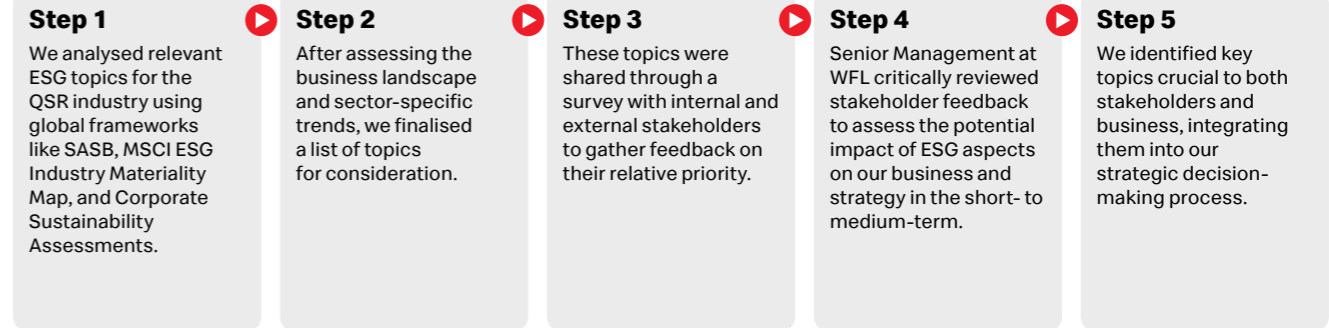 Step 1
We analysed relevant
ESG topics for the
QSR industry using
global frameworks
like SASB, MSCI ESG
Industry Materiality
Map, and Corporate
Sustainability
Assessments.
Step 2
After assessing the
business landscape
and sector-specific
trends, we finalised
a list of topics
for consideration.
Step 3
These topics were
shared through a
survey with internal and
external stakeholders
to gather feedback on
their relative priority.
Step 4
Senior Management at
WFL critically reviewed
stakeholder feedback
to assess the potential
impact of ESG aspects
on our business and
strategy in the short- to
medium-term.
Step 5
We identified key
topics crucial to both
stakeholders and
business, integrating
them into our
strategic decision-
making process.